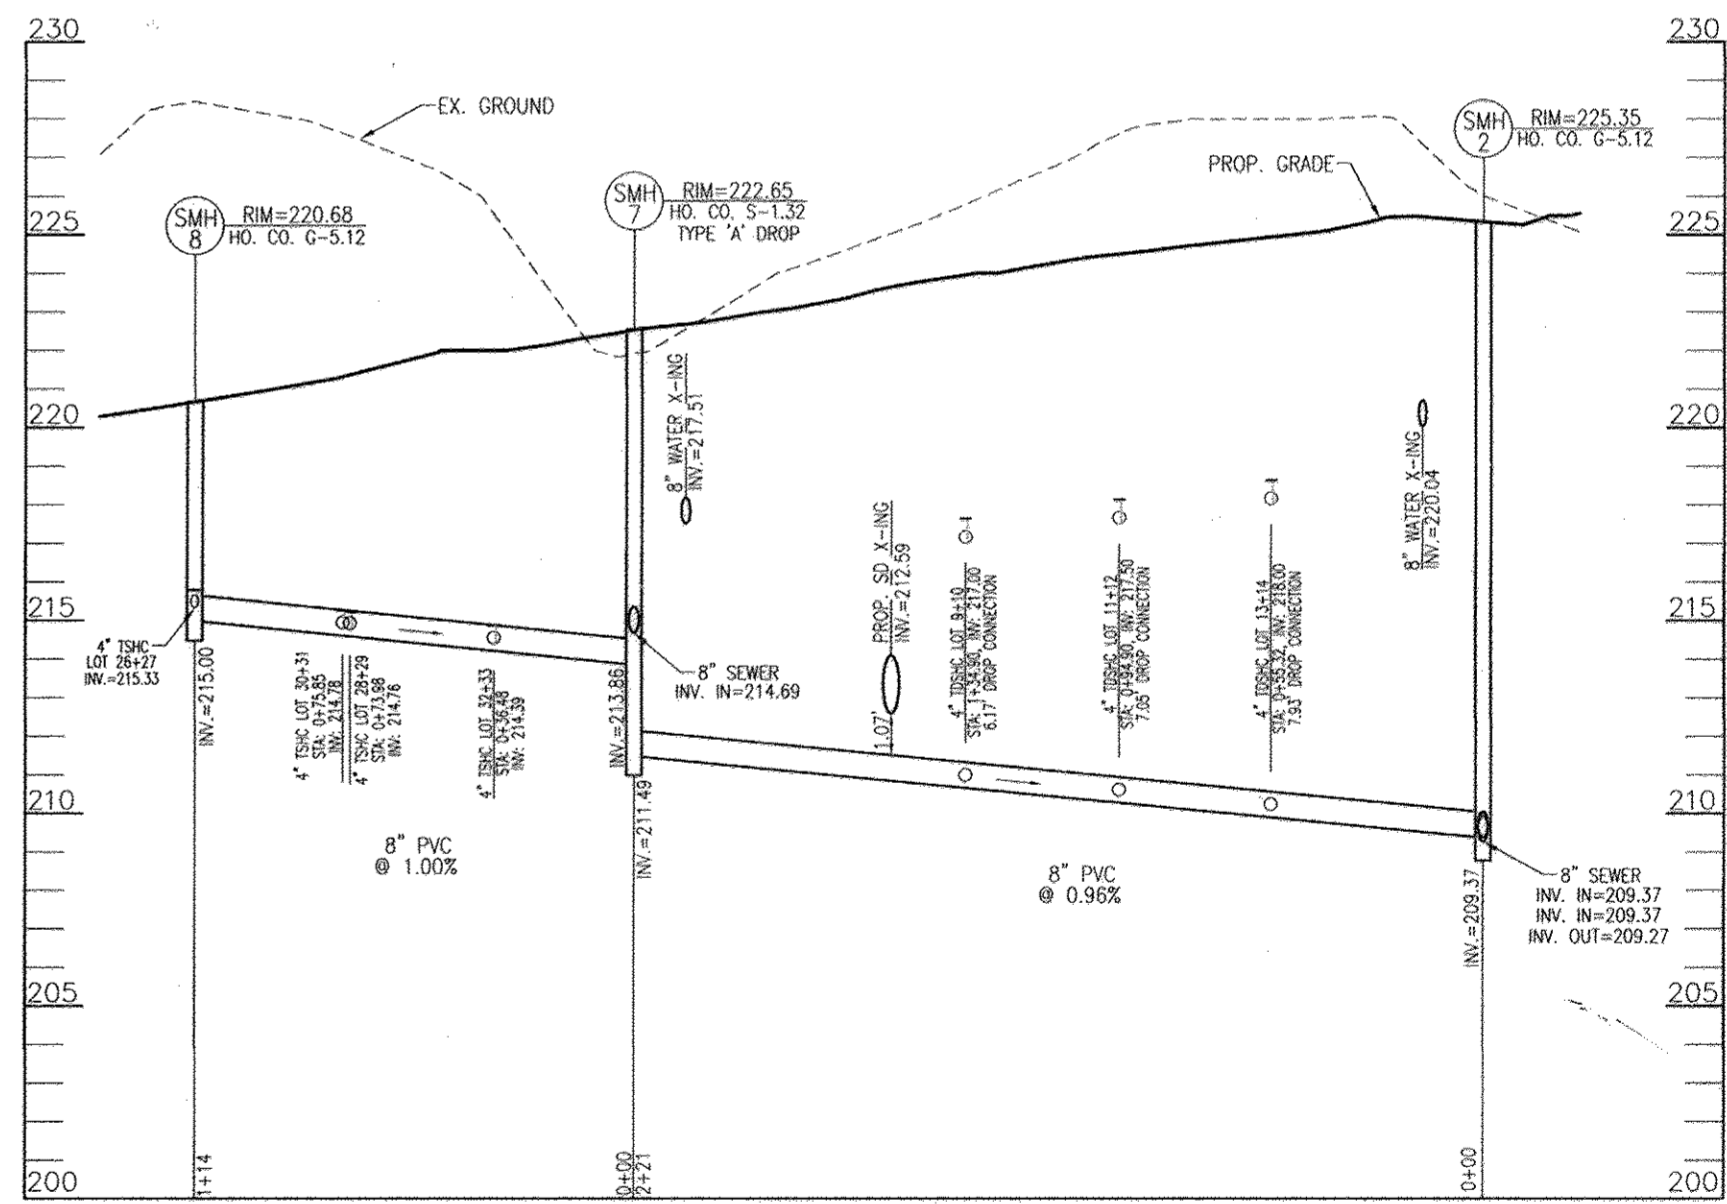 230
230
EX. GROUND
SMH
8
RIM=220.68
HO. CO. G-5.12
SMH
7
RIM=222.65
HO. CO. S-1.32
TYPE 'A' DROP
SMH
2
RIM=225.35
HO. CO. G-5.12
PROP. GRADE
225
225
220
220
8" WATER X-ING
INV.=217.51
8" WATER X-ING
INV.=220.04
215
215
4" TSHC
LOT 26+27
INV.=215.33
INV.=215.00
4" TSHC LOT 30+31
STA: 0+75.85
INV: 214.78
4" TSHC LOT 28+29
STA: 0+73.98
INV: 214.76
4" TSHC LOT 32+33
STA: 0+36.48
INV: 214.39
INV.=213.86
8" SEWER
INV. IN=214.69
PROP. SD X-ING
INV.=212.59
1.07'
4" TDSHC LOT 9+10
STA: 1+34.90, INV: 217.00
6.17' DROP CONNECTION
4" TDSHC LOT 11+12
STA: 0+94.90, INV: 217.50
7.05' DROP CONNECTION
4" TDSHC LOT 13+14
STA: 0+55.32, INV: 218.00
7.93' DROP CONNECTION
210
210
INV.=211.49
8" PVC
@ 1.00%
8" PVC
@ 0.96%
INV.=209.37
8" SEWER
INV. IN=209.37
INV. IN=209.37
INV. OUT=209.27
205
205
1+14
0+00
2+21
0+00
200
200